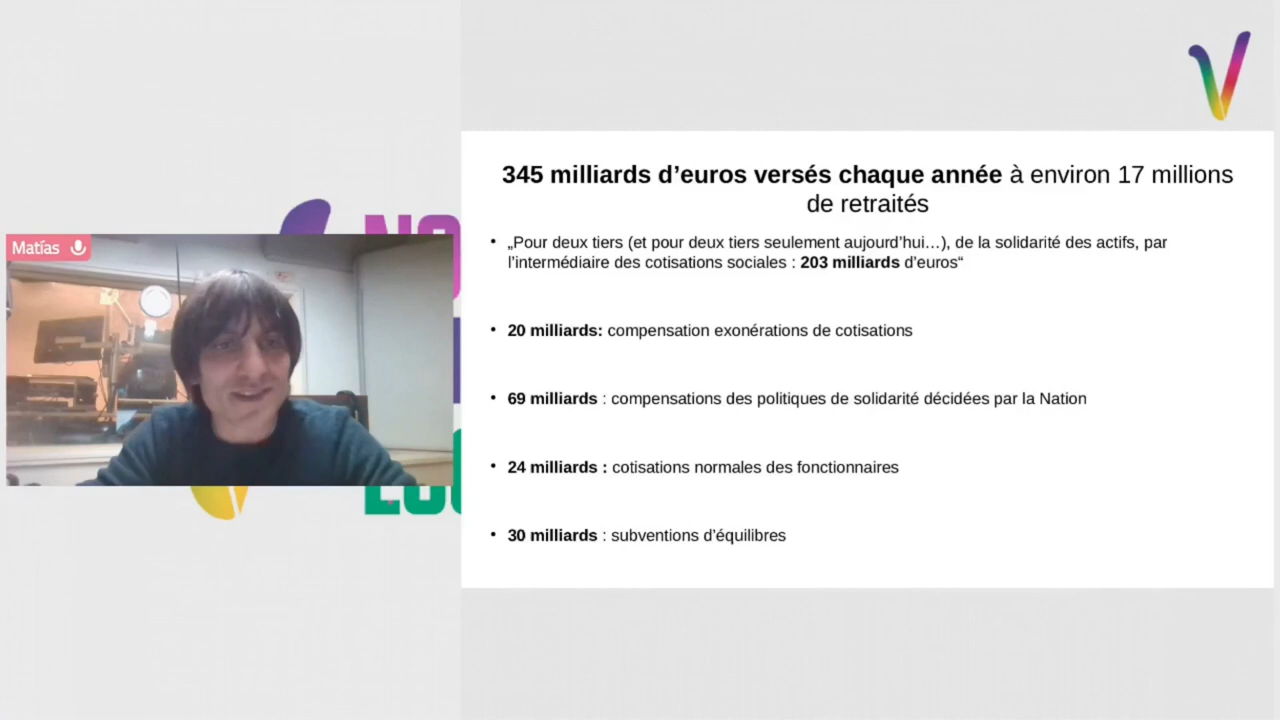 Matías
NO
345 milliards d’euros versés chaque année à environ 17 millions
de retraités
• „Pour deux tiers (et pour deux tiers seulement aujourd’hui…), de la solidarité des actifs, par
l’intermédiaire des cotisations sociales : 203 milliards d’euros“
• 20 milliards: compensation exonérations de cotisations
• 69 milliards : compensations des politiques de solidarité décidées par la Nation
• 24 milliards : cotisations normales des fonctionnaires
• 30 milliards : subventions d’équilibres